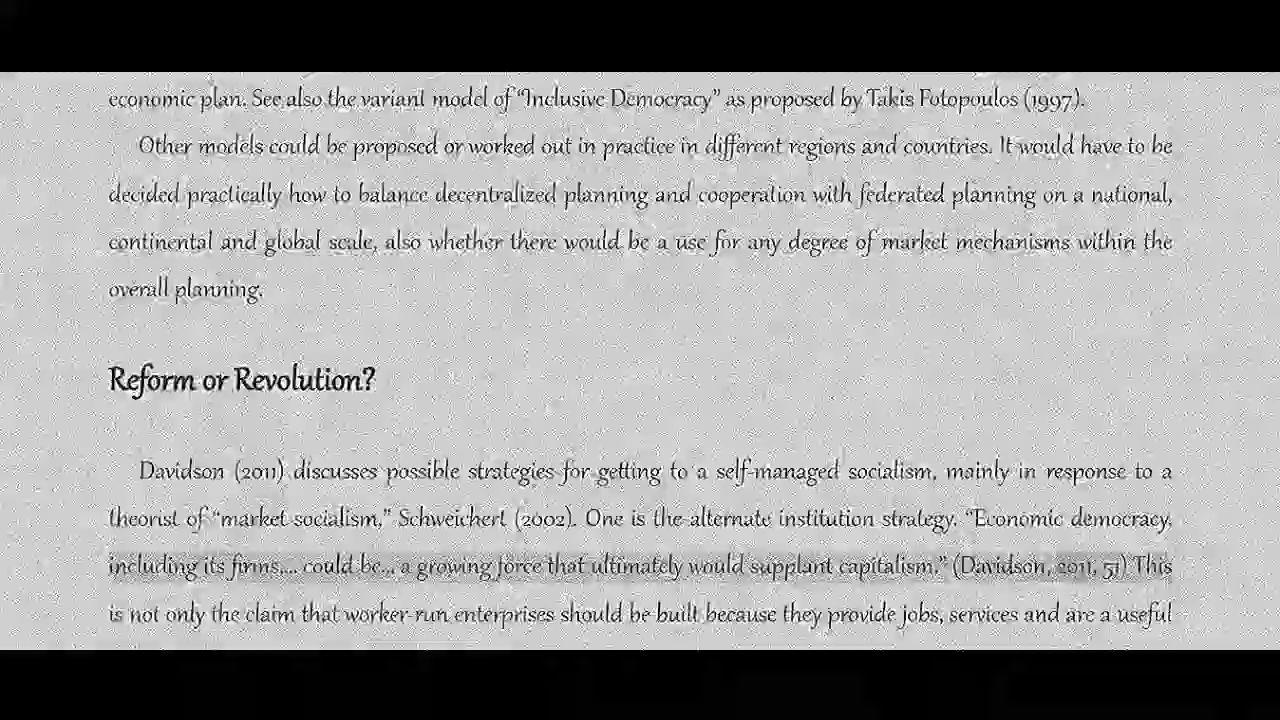 economic plan. See also the variant model of “Inclusive Democracy” as proposed by Takis Fotopoulos (1997).
Other models could be proposed or worked out in practice in different regions and countries. It would have to be
decided practically how to balance decentralized planning and cooperation with federated planning on a national,
continental and global scale, also whether there would be a use for any degree of market mechanisms within the
overall planning.
Reform or Revolution?
Davidson (2011) discusses possible strategies for getting to a self-managed socialism, mainly in response to a
theorist of “market socialism,” Schweickert (2002). One is the alternate institution strategy. “Economic democracy,
including its firms,... could be... a growing force that ultimately would supplant capitalism.” (Davidson, 2011, 51) This
is not only the claim that worker-run enterprises should be built because they provide jobs, services and are a useful